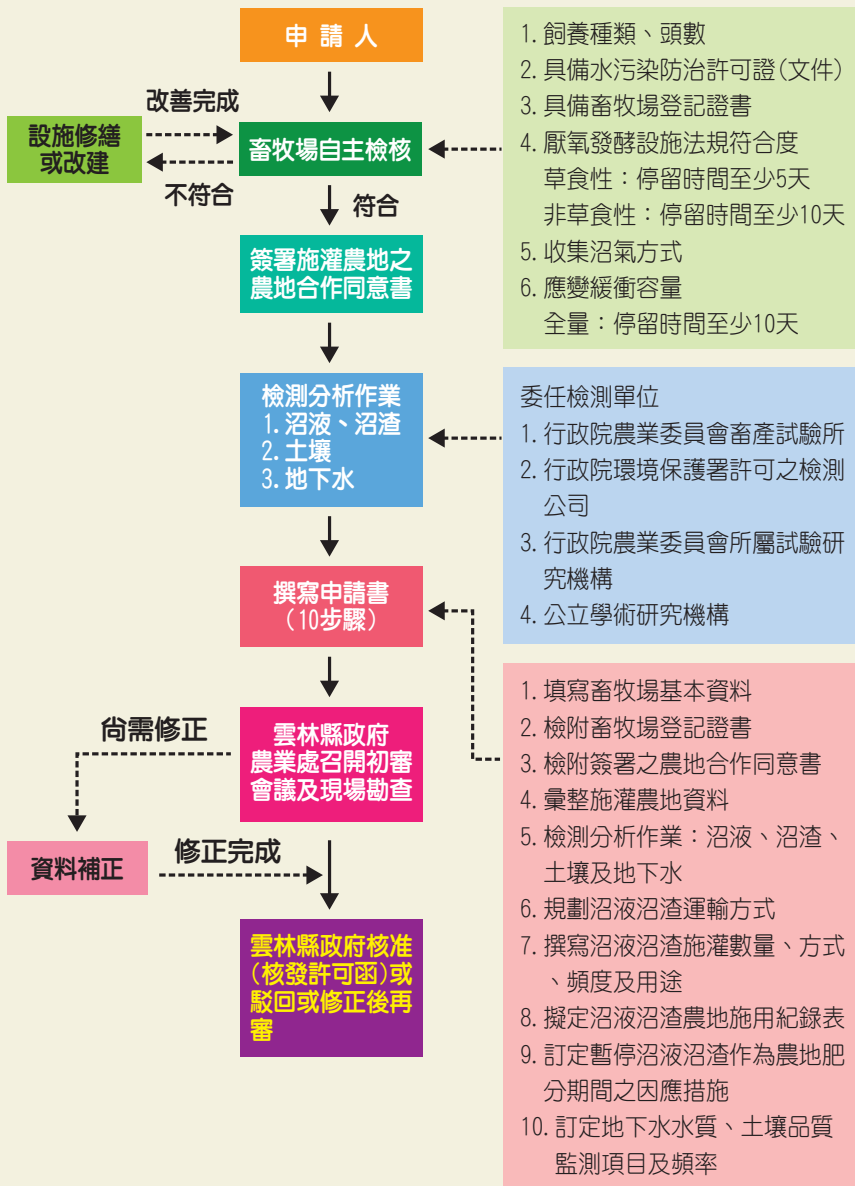 申請人
改善完成
設施修繕
或改建
畜牧場自主檢核
不符合
符合
簽署施灌農地之
農地合作同意書
檢測分析作業
1. 沼液、沼渣
2. 土壤
3. 地下水
撰寫申請書
(10步驟)
雲林縣政府
農業處召開初審
會議及現場勘查
尚需修正
資料補正
修正完成
雲林縣政府核准
(核發許可函)或
駁回或修正後再
審
1. 飼養種類、頭數
2. 具備水污染防治許可證(文件)
3. 具備畜牧場登記證書
4. 厭氧發酵設施法規符合度
草食性：停留時間至少5天
非草食性：停留時間至少10天
5. 收集沼氣方式
6. 應變緩衝容量
全量：停留時間至少10天
委任檢測單位
1. 行政院農業委員會畜產試驗所
2. 行政院環境保護署許可之檢測
公司
3. 行政院農業委員會所屬試驗研
究機構
4. 公立學術研究機構
1. 填寫畜牧場基本資料
2. 檢附畜牧場登記證書
3. 檢附簽署之農地合作同意書
4. 彙整施灌農地資料
5. 檢測分析作業：沼液、沼渣、
土壤及地下水
6. 規劃沼液沼渣運輸方式
7. 撰寫沼液沼渣施灌數量、方式
、頻度及用途
8. 擬定沼液沼渣農地施用紀錄表
9. 訂定暫停沼液沼渣作為農地肥
分期間之因應措施
10. 訂定地下水水質、土壤品質
監測項目及頻率